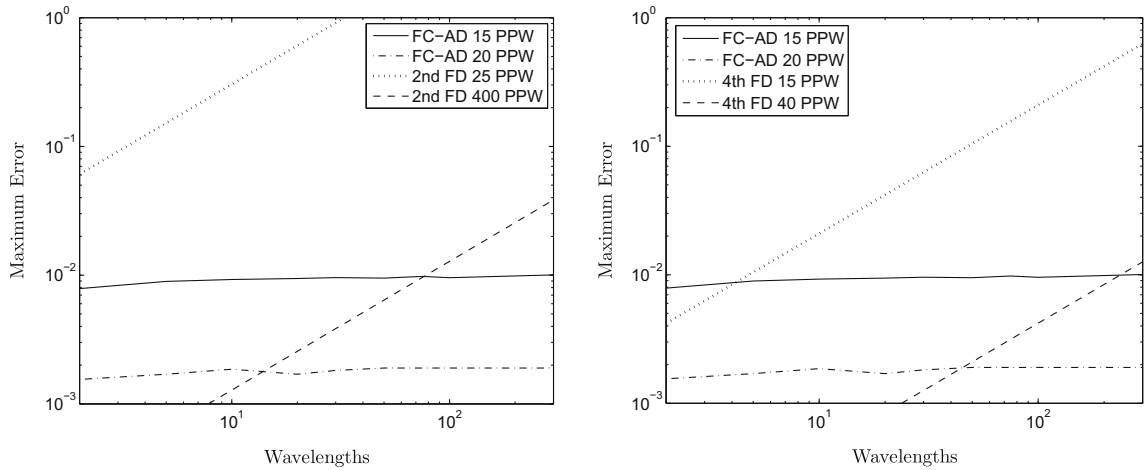 10^0
10^-1
10^-2
10^-3
Maximum Error
10^1
10^2
Wavelengths
FC−AD 15 PPW
FC−AD 20 PPW
2nd FD 25 PPW
2nd FD 400 PPW
10^0
10^-1
10^-2
10^-3
Maximum Error
10^1
10^2
Wavelengths
FC−AD 15 PPW
FC−AD 20 PPW
4th FD 15 PPW
4th FD 40 PPW